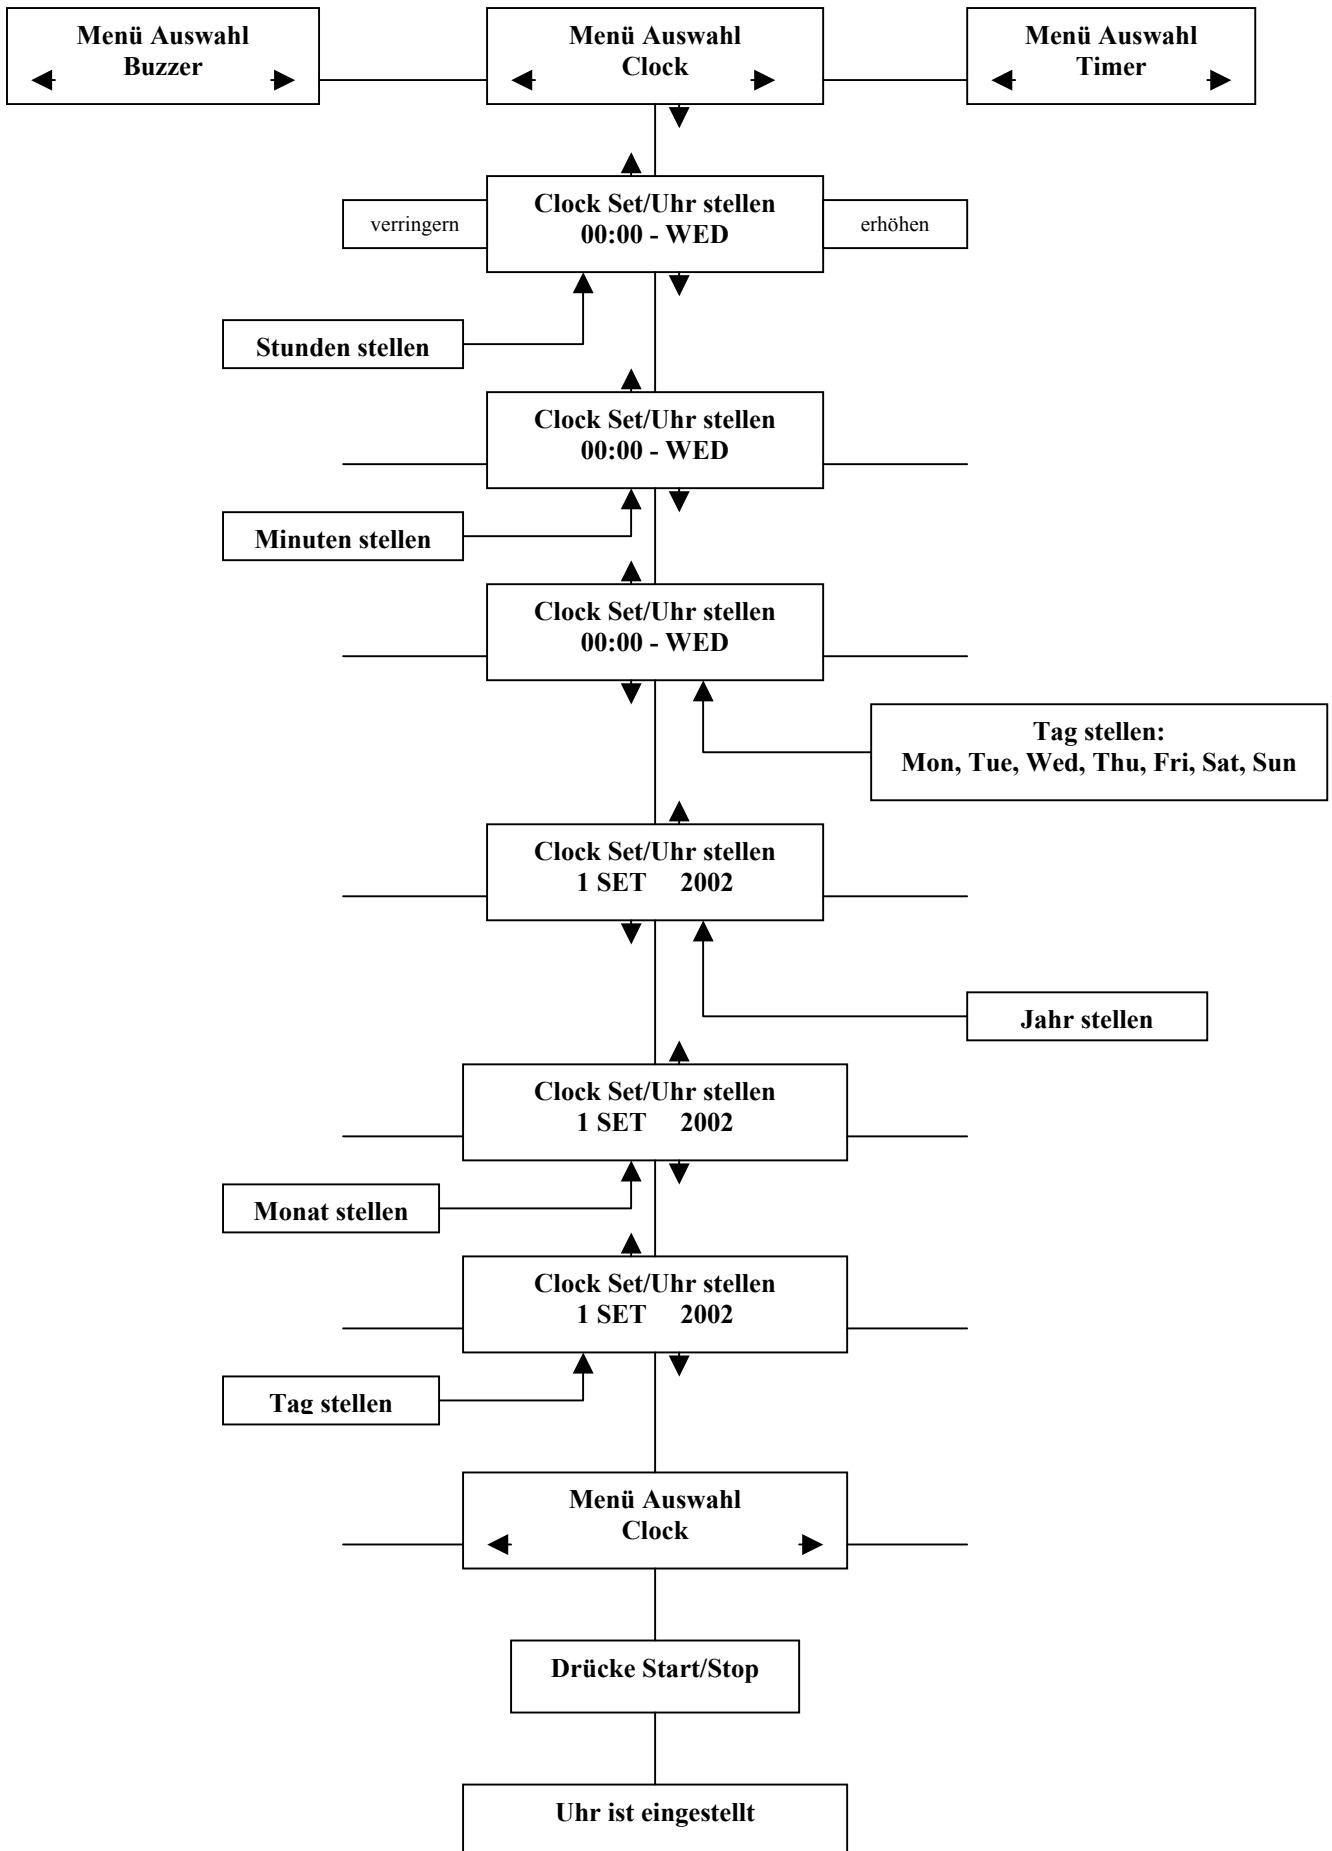 Menü Auswahl
Buzzer
Menü Auswahl
Clock
Menü Auswahl
Timer
verringern
Clock Set/Uhr stellen
00:00 - WED
erhöhen
Stunden stellen
Clock Set/Uhr stellen
00:00 - WED
Minuten stellen
Clock Set/Uhr stellen
00:00 - WED
Tag stellen:
Mon, Tue, Wed, Thu, Fri, Sat, Sun
Clock Set/Uhr stellen
1 SET 2002
Jahr stellen
Clock Set/Uhr stellen
1 SET 2002
Monat stellen
Clock Set/Uhr stellen
1 SET 2002
Tag stellen
Menü Auswahl
Clock
Drücke Start/Stop
Uhr ist eingestellt